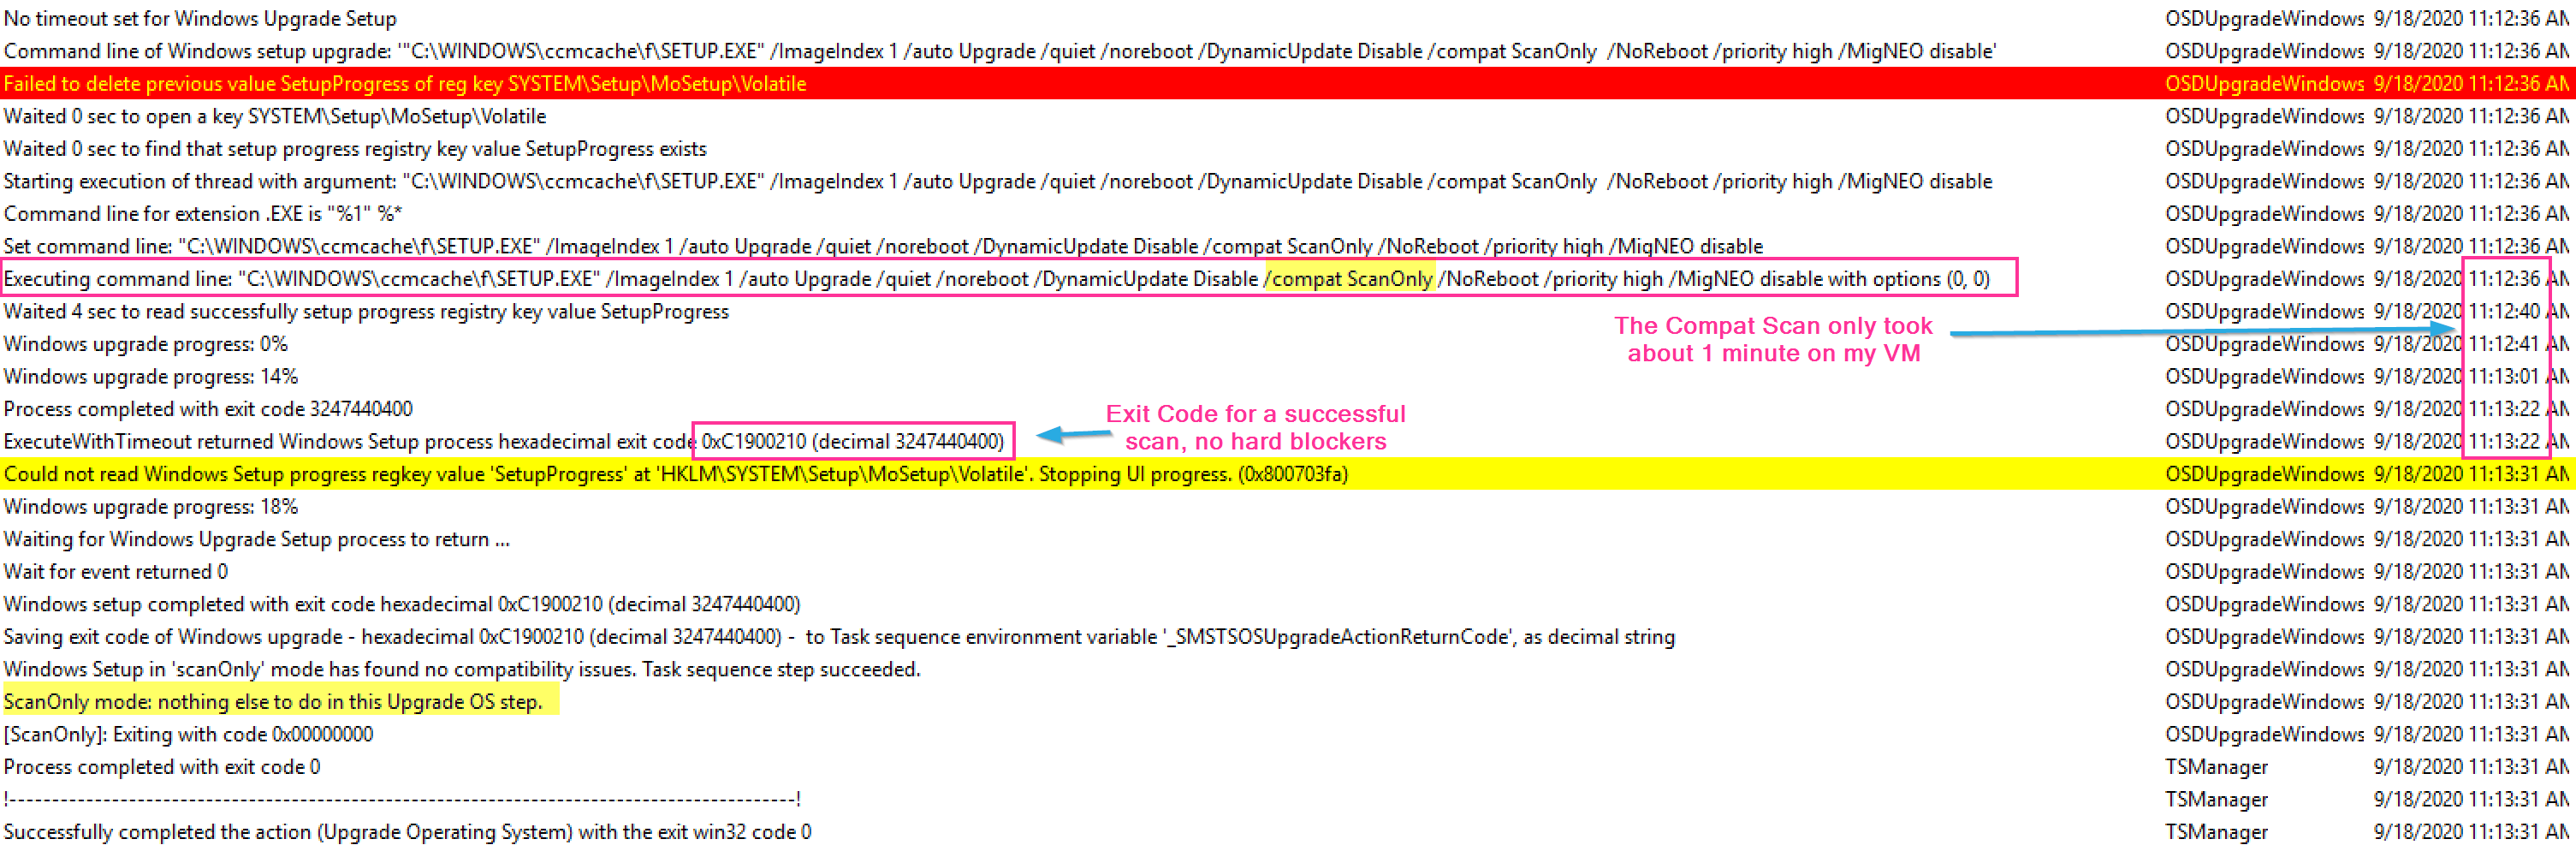 No timeout set for Windows Upgrade Setup OSDUpgradeWindows 9/18/2020 11:12:36 AM
Command line of Windows setup upgrade: '"C:\WINDOWS\ccmcache\f\SETUP.EXE" /ImageIndex 1 /auto Upgrade /quiet /noreboot /DynamicUpdate Disable /compat ScanOnly  /NoReboot /priority high /MigNEO disable' OSDUpgradeWindows 9/18/2020 11:12:36 AM
Failed to delete previous value SetupProgress of reg key SYSTEM\Setup\MoSetup\Volatile OSDUpgradeWindows 9/18/2020 11:12:36 AM
Waited 0 sec to open a key SYSTEM\Setup\MoSetup\Volatile OSDUpgradeWindows 9/18/2020 11:12:36 AM
Waited 0 sec to find that setup progress registry key value SetupProgress exists OSDUpgradeWindows 9/18/2020 11:12:36 AM
Starting execution of thread with argument: "C:\WINDOWS\ccmcache\f\SETUP.EXE" /ImageIndex 1 /auto Upgrade /quiet /noreboot /DynamicUpdate Disable /compat ScanOnly  /NoReboot /priority high /MigNEO disable OSDUpgradeWindows 9/18/2020 11:12:36 AM
Command line for extension .EXE is "%1" %* OSDUpgradeWindows 9/18/2020 11:12:36 AM
Set command line: "C:\WINDOWS\ccmcache\f\SETUP.EXE" /ImageIndex 1 /auto Upgrade /quiet /noreboot /DynamicUpdate Disable /compat ScanOnly /NoReboot /priority high /MigNEO disable OSDUpgradeWindows 9/18/2020 11:12:36 AM
Executing command line: "C:\WINDOWS\ccmcache\f\SETUP.EXE" /ImageIndex 1 /auto Upgrade /quiet /noreboot /DynamicUpdate Disable /compat ScanOnly /NoReboot /priority high /MigNEO disable with options (0, 0) OSDUpgradeWindows 9/18/2020 11:12:36 AM
Waited 4 sec to read successfully setup progress registry key value SetupProgress OSDUpgradeWindows 9/18/2020 11:12:40 AM
The Compat Scan only took
about 1 minute on my VM
Windows upgrade progress: 0% OSDUpgradeWindows 9/18/2020 11:12:41 AM
Windows upgrade progress: 14% OSDUpgradeWindows 9/18/2020 11:13:01 AM
Process completed with exit code 3247440400 OSDUpgradeWindows 9/18/2020 11:13:22 AM
Exit Code for a successful
scan, no hard blockers
ExecuteWithTimeout returned Windows Setup process hexadecimal exit code 0xC1900210 (decimal 3247440400) OSDUpgradeWindows 9/18/2020 11:13:22 AM
Could not read Windows Setup progress regkey value 'SetupProgress' at 'HKLM\SYSTEM\Setup\MoSetup\Volatile'. Stopping UI progress. (0x800703fa) OSDUpgradeWindows 9/18/2020 11:13:31 AM
Windows upgrade progress: 18% OSDUpgradeWindows 9/18/2020 11:13:31 AM
Waiting for Windows Upgrade Setup process to return ... OSDUpgradeWindows 9/18/2020 11:13:31 AM
Wait for event returned 0 OSDUpgradeWindows 9/18/2020 11:13:31 AM
Windows setup completed with exit code hexadecimal 0xC1900210 (decimal 3247440400) OSDUpgradeWindows 9/18/2020 11:13:31 AM
Saving exit code of Windows upgrade - hexadecimal 0xC1900210 (decimal 3247440400) -  to Task sequence environment variable '_SMSTSOSUpgradeActionReturnCode', as decimal string OSDUpgradeWindows 9/18/2020 11:13:31 AM
Windows Setup in 'scanOnly' mode has found no compatibility issues. Task sequence step succeeded. OSDUpgradeWindows 9/18/2020 11:13:31 AM
ScanOnly mode: nothing else to do in this Upgrade OS step. OSDUpgradeWindows 9/18/2020 11:13:31 AM
[ScanOnly]: Exiting with code 0x00000000 OSDUpgradeWindows 9/18/2020 11:13:31 AM
Process completed with exit code 0 TSManager 9/18/2020 11:13:31 AM
!--------------------------------------------------------------------------------------------! TSManager 9/18/2020 11:13:31 AM
Successfully completed the action (Upgrade Operating System) with the exit win32 code 0 TSManager 9/18/2020 11:13:31 AM